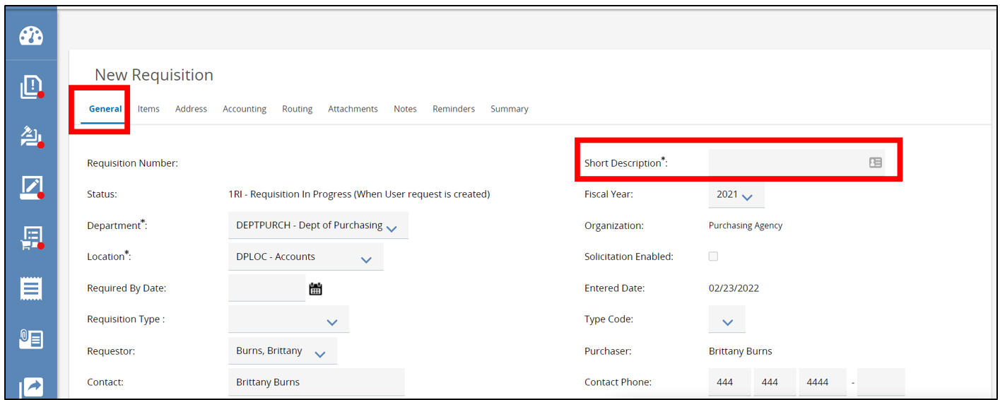 New Requisition
General Items Address Accounting Routing Attachments Notes Reminders Summary
Requisition Number: Short Description*:
Status: 1RI - Requisition In Progress (When User request is created) Fiscal Year: 2021
Department*: DEPTPURCH - Dept of Purchasing Organization: Purchasing Agency
Location*: DPLOC - Accounts Solicitation Enabled:
Required By Date: Entered Date: 02/23/2022
Requisition Type : Type Code:
Requestor: Burns, Brittany Purchaser: Brittany Burns
Contact: Brittany Burns Contact Phone: 444 444 4444 -